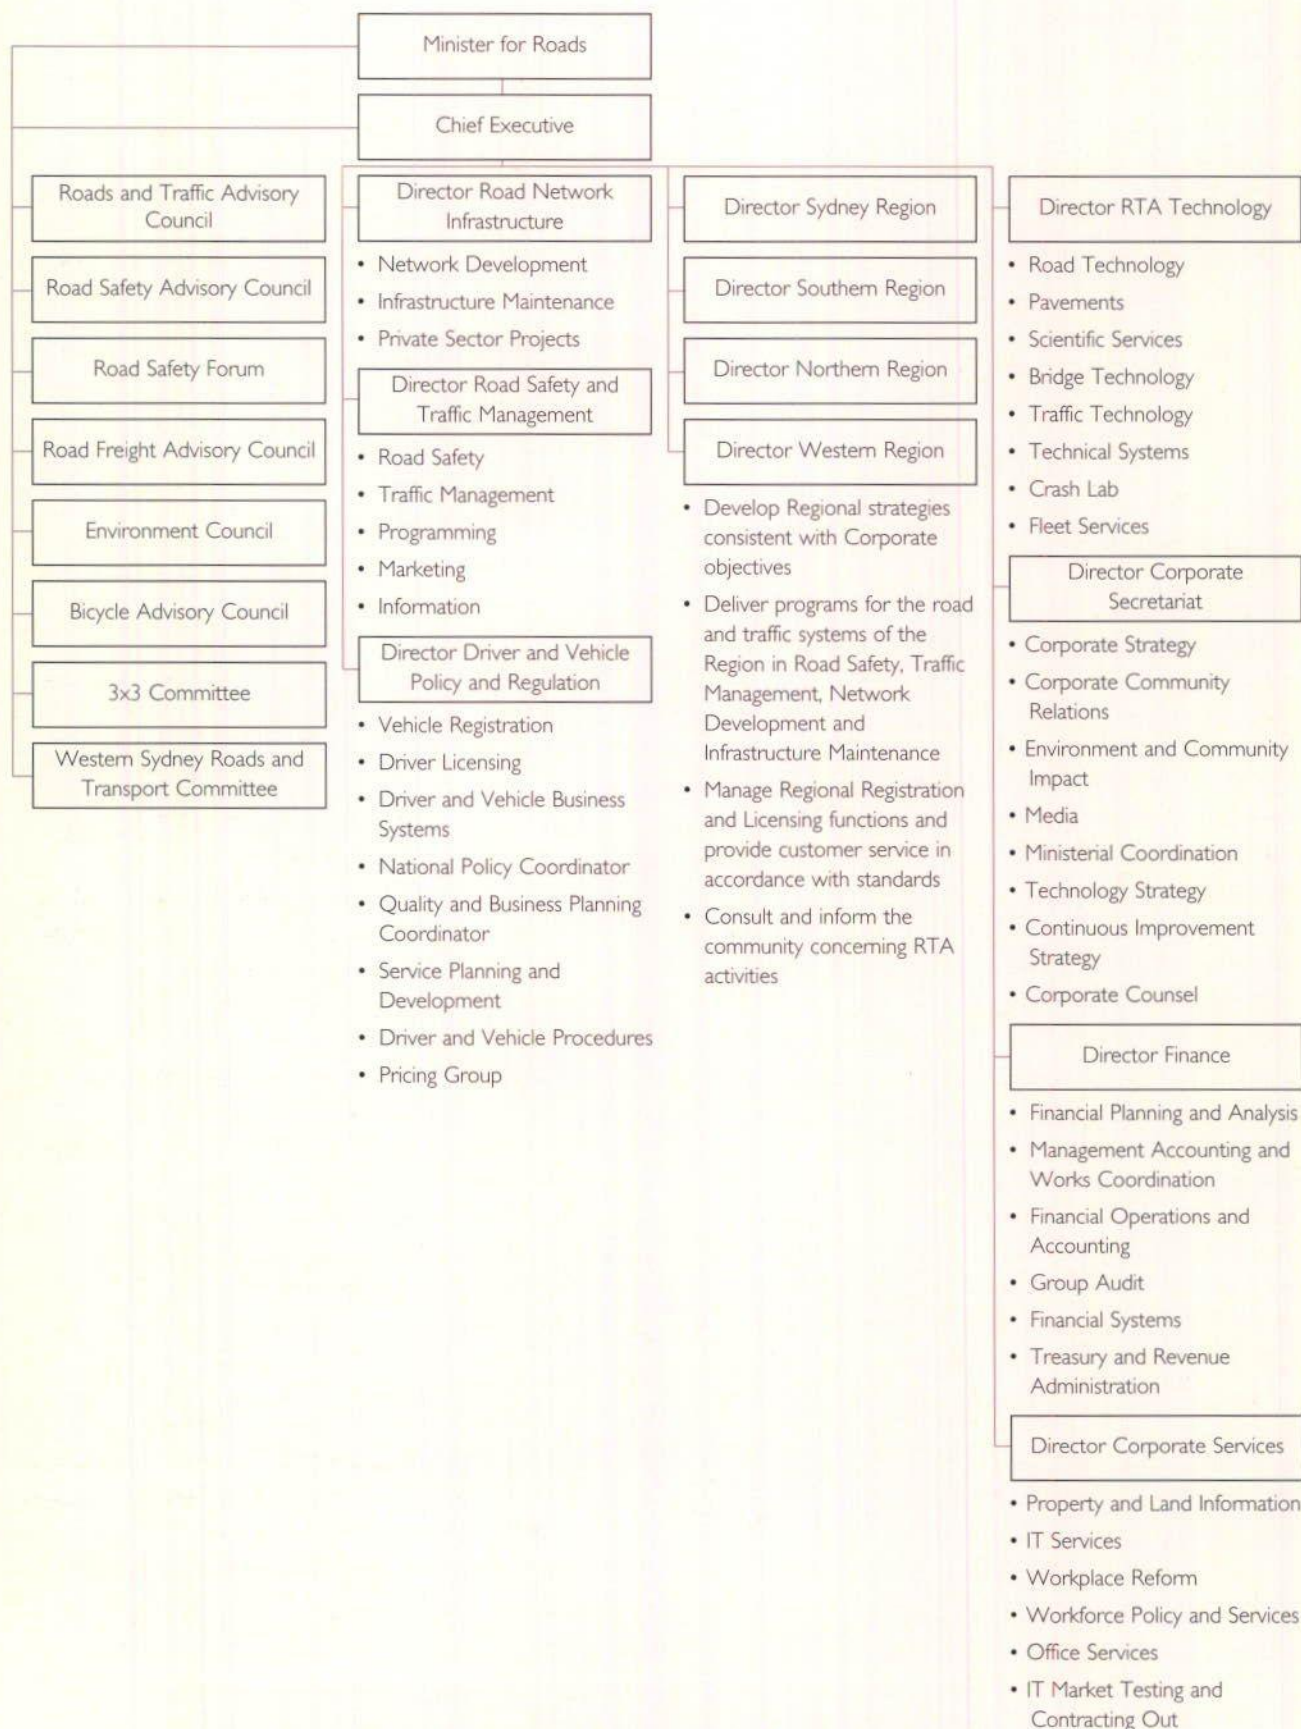 Minister for Roads
Chief Executive
Roads and Traffic Advisory
Council
Road Safety Advisory Council
Road Safety Forum
Road Freight Advisory Council
Environment Council
Bicycle Advisory Council
3x3 Committee
Western Sydney Roads and
Transport Committee
Director Road Network
Infrastructure
• Network Development
• Infrastructure Maintenance
• Private Sector Projects
Director Road Safety and
Traffic Management
• Road Safety
• Traffic Management
• Programming
• Marketing
• Information
Director Driver and Vehicle
Policy and Regulation
• Vehicle Registration
• Driver Licensing
• Driver and Vehicle Business
Systems
• National Policy Coordinator
• Quality and Business Planning
Coordinator
• Service Planning and
Development
• Driver and Vehicle Procedures
• Pricing Group
Director Sydney Region
Director Southern Region
Director Northern Region
Director Western Region
• Develop Regional strategies
consistent with Corporate
objectives
• Deliver programs for the road
and traffic systems of the
Region in Road Safety, Traffic
Management, Network
Development and
Infrastructure Maintenance
• Manage Regional Registration
and Licensing functions and
provide customer service in
accordance with standards
• Consult and inform the
community concerning RTA
activities
Director RTA Technology
• Road Technology
• Pavements
• Scientific Services
• Bridge Technology
• Traffic Technology
• Technical Systems
• Crash Lab
• Fleet Services
Director Corporate
Secretariat
• Corporate Strategy
• Corporate Community
Relations
• Environment and Community
Impact
• Media
• Ministerial Coordination
• Technology Strategy
• Continuous Improvement
Strategy
• Corporate Counsel
Director Finance
• Financial Planning and Analysis
• Management Accounting and
Works Coordination
• Financial Operations and
Accounting
• Group Audit
• Financial Systems
• Treasury and Revenue
Administration
Director Corporate Services
• Property and Land Information
• IT Services
• Workplace Reform
• Workforce Policy and Services
• Office Services
• IT Market Testing and
Contracting Out